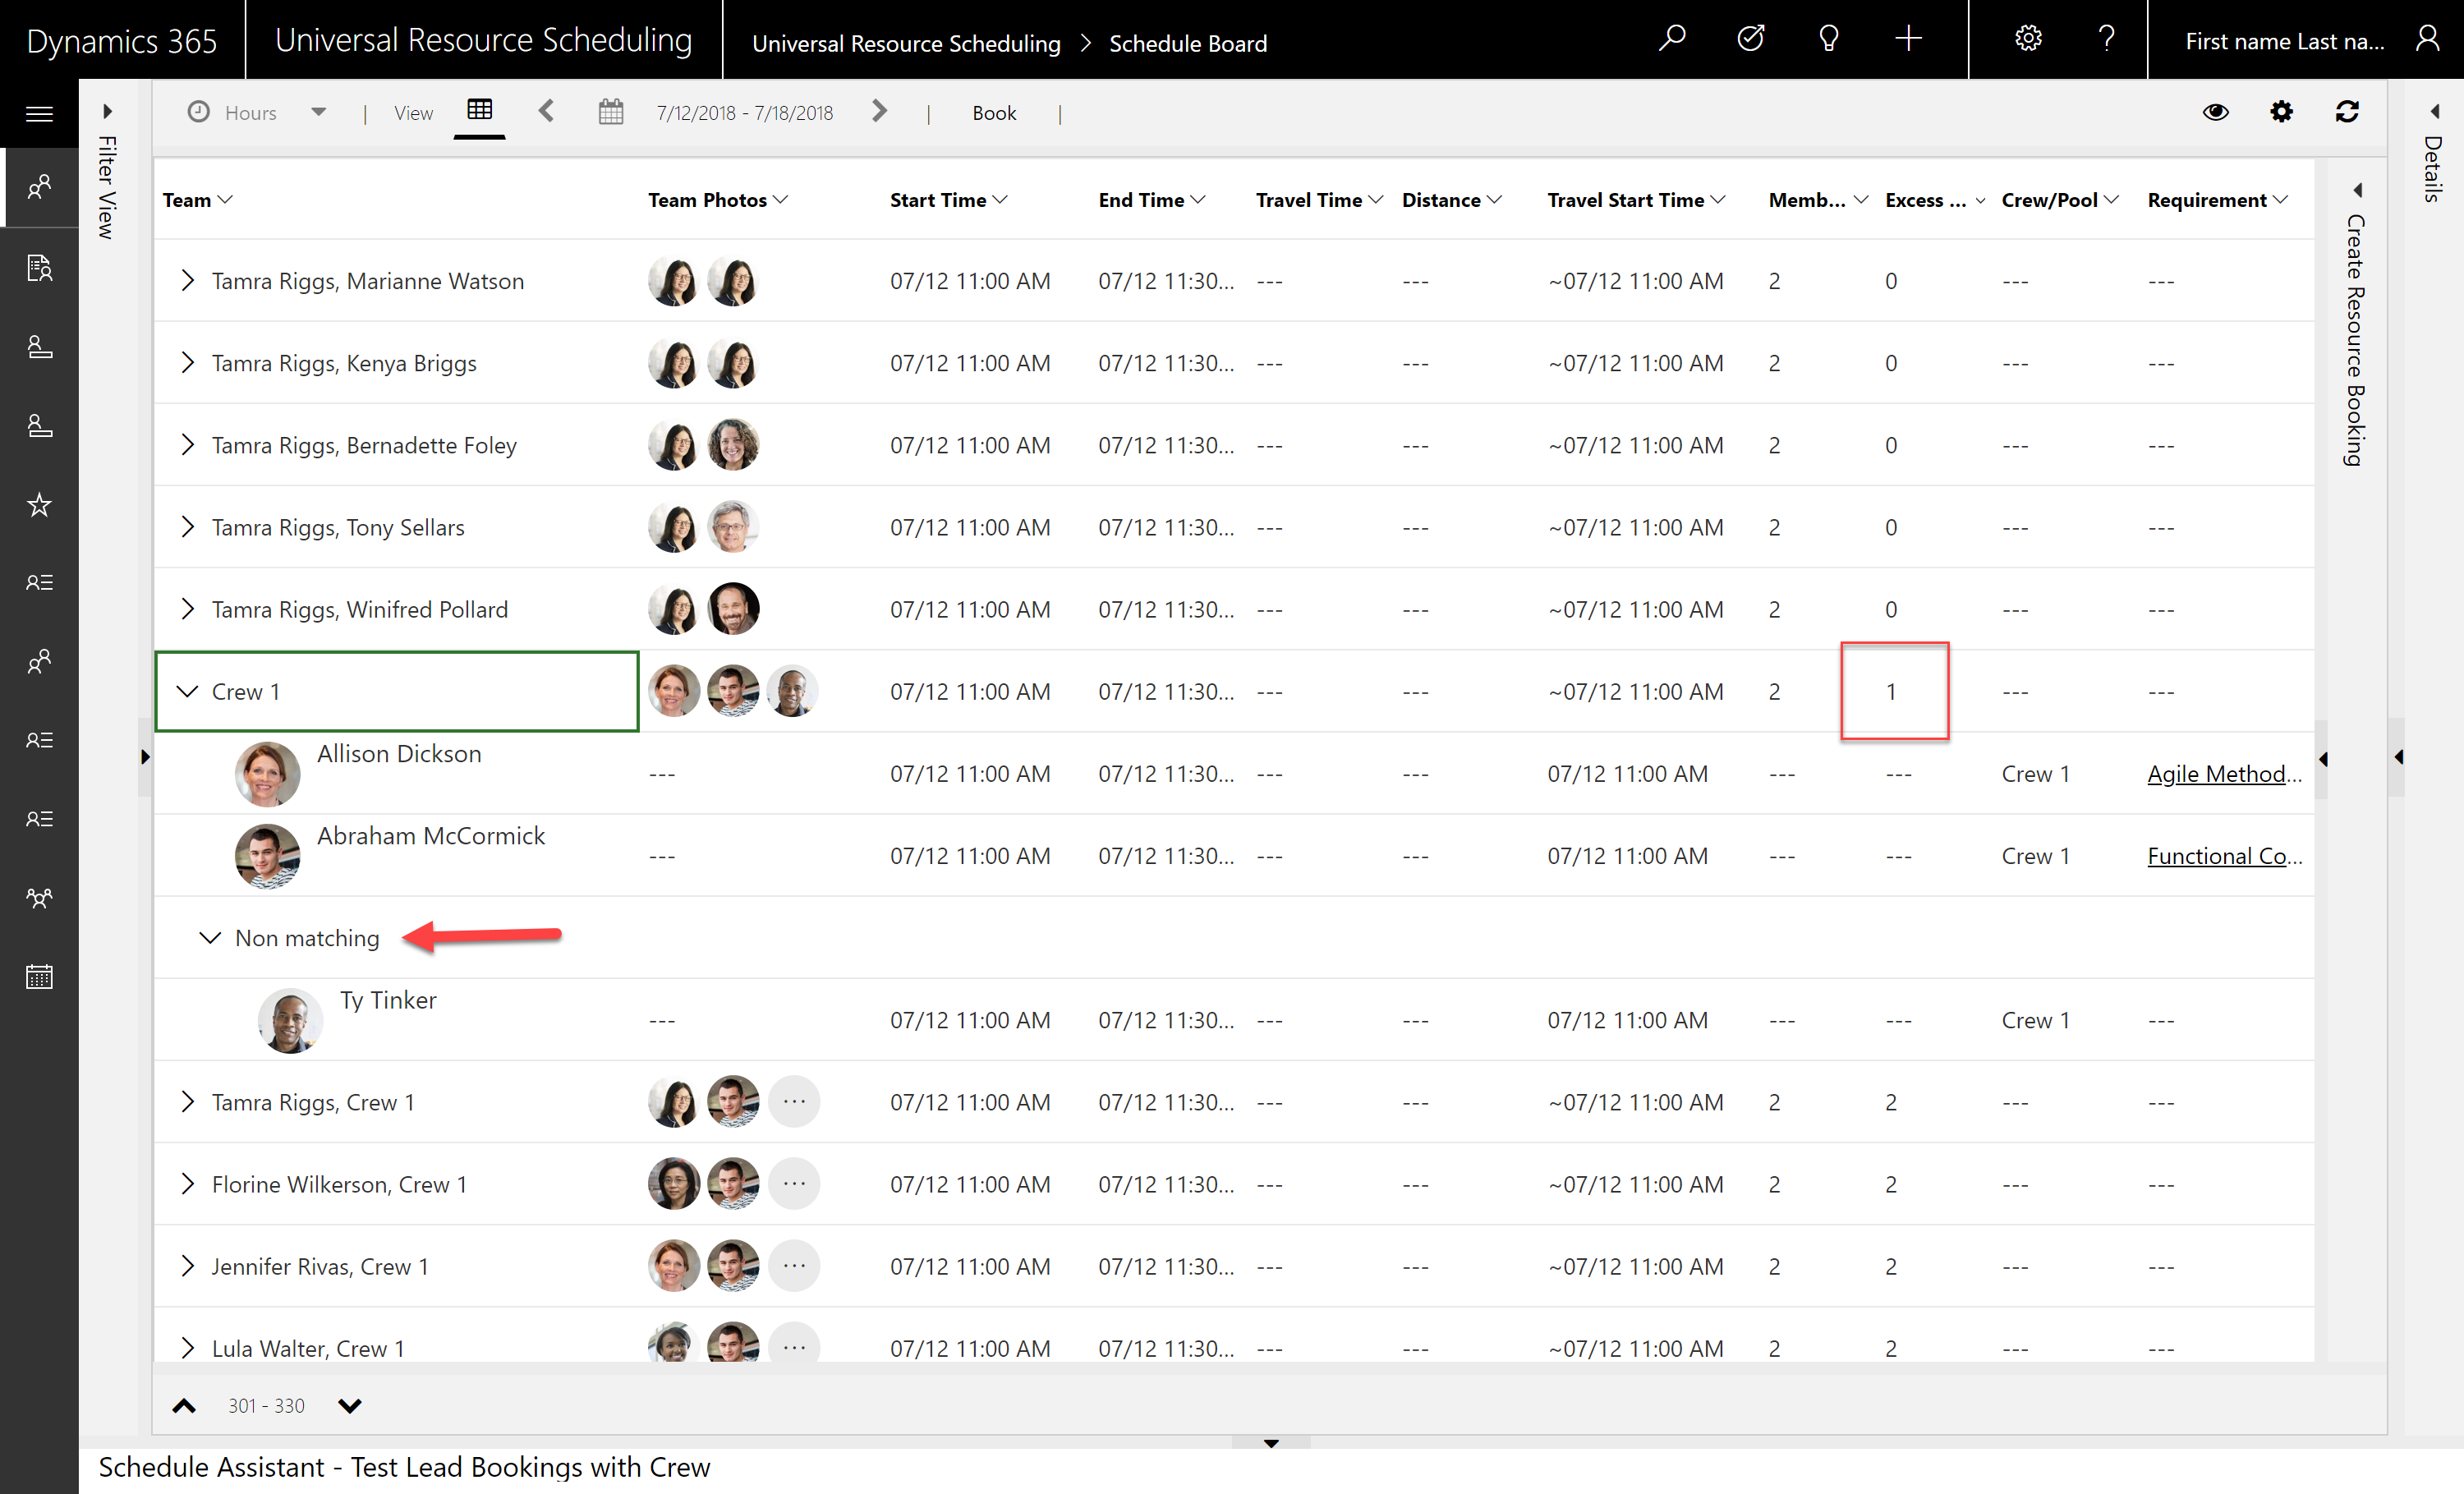 Dynamics 365 Universal Resource Scheduling Universal Resource Scheduling > Schedule Board First name Last na...
Hours | View 7/12/2018 - 7/18/2018 | Book |
Filter View
Team Team Photos Start Time End Time Travel Time Distance Travel Start Time Memb... Excess ... Crew/Pool Requirement
Tamra Riggs, Marianne Watson 07/12 11:00 AM 07/12 11:30... --- --- ~07/12 11:00 AM 2 0 --- ---
Tamra Riggs, Kenya Briggs 07/12 11:00 AM 07/12 11:30... --- --- ~07/12 11:00 AM 2 0 --- ---
Tamra Riggs, Bernadette Foley 07/12 11:00 AM 07/12 11:30... --- --- ~07/12 11:00 AM 2 0 --- ---
Tamra Riggs, Tony Sellars 07/12 11:00 AM 07/12 11:30... --- --- ~07/12 11:00 AM 2 0 --- ---
Tamra Riggs, Winifred Pollard 07/12 11:00 AM 07/12 11:30... --- --- ~07/12 11:00 AM 2 0 --- ---
Crew 1 07/12 11:00 AM 07/12 11:30... --- --- ~07/12 11:00 AM 2 1 --- ---
Allison Dickson --- 07/12 11:00 AM 07/12 11:30... --- --- 07/12 11:00 AM --- --- Crew 1 Agile Method...
Abraham McCormick --- 07/12 11:00 AM 07/12 11:30... --- --- 07/12 11:00 AM --- --- Crew 1 Functional Co...
Non matching
Ty Tinker --- 07/12 11:00 AM 07/12 11:30... --- --- 07/12 11:00 AM --- --- Crew 1 ---
Tamra Riggs, Crew 1 ... 07/12 11:00 AM 07/12 11:30... --- --- ~07/12 11:00 AM 2 2 --- ---
Florine Wilkerson, Crew 1 ... 07/12 11:00 AM 07/12 11:30... --- --- ~07/12 11:00 AM 2 2 --- ---
Jennifer Rivas, Crew 1 ... 07/12 11:00 AM 07/12 11:30... --- --- ~07/12 11:00 AM 2 2 --- ---
Lula Walter, Crew 1 ... 07/12 11:00 AM 07/12 11:30... --- --- ~07/12 11:00 AM 2 2 --- ---
Create Resource Booking
Details
301 - 330
Schedule Assistant - Test Lead Bookings with Crew